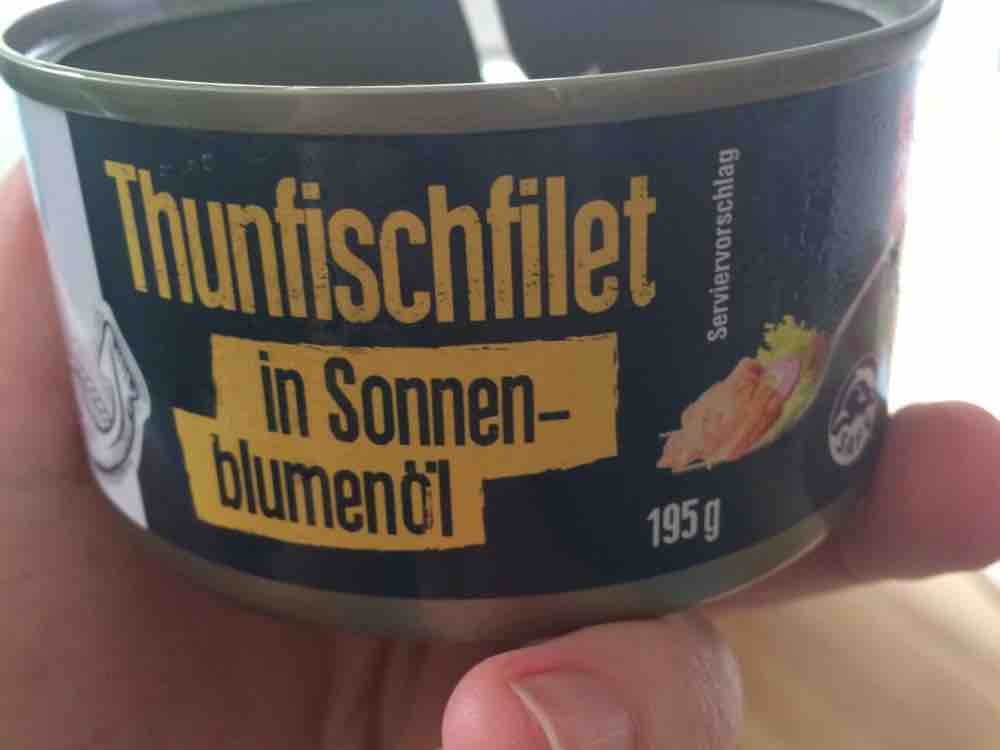 Thunfischfilet
in Sonnen-
blumenöl
Serviervorschlag
195 g